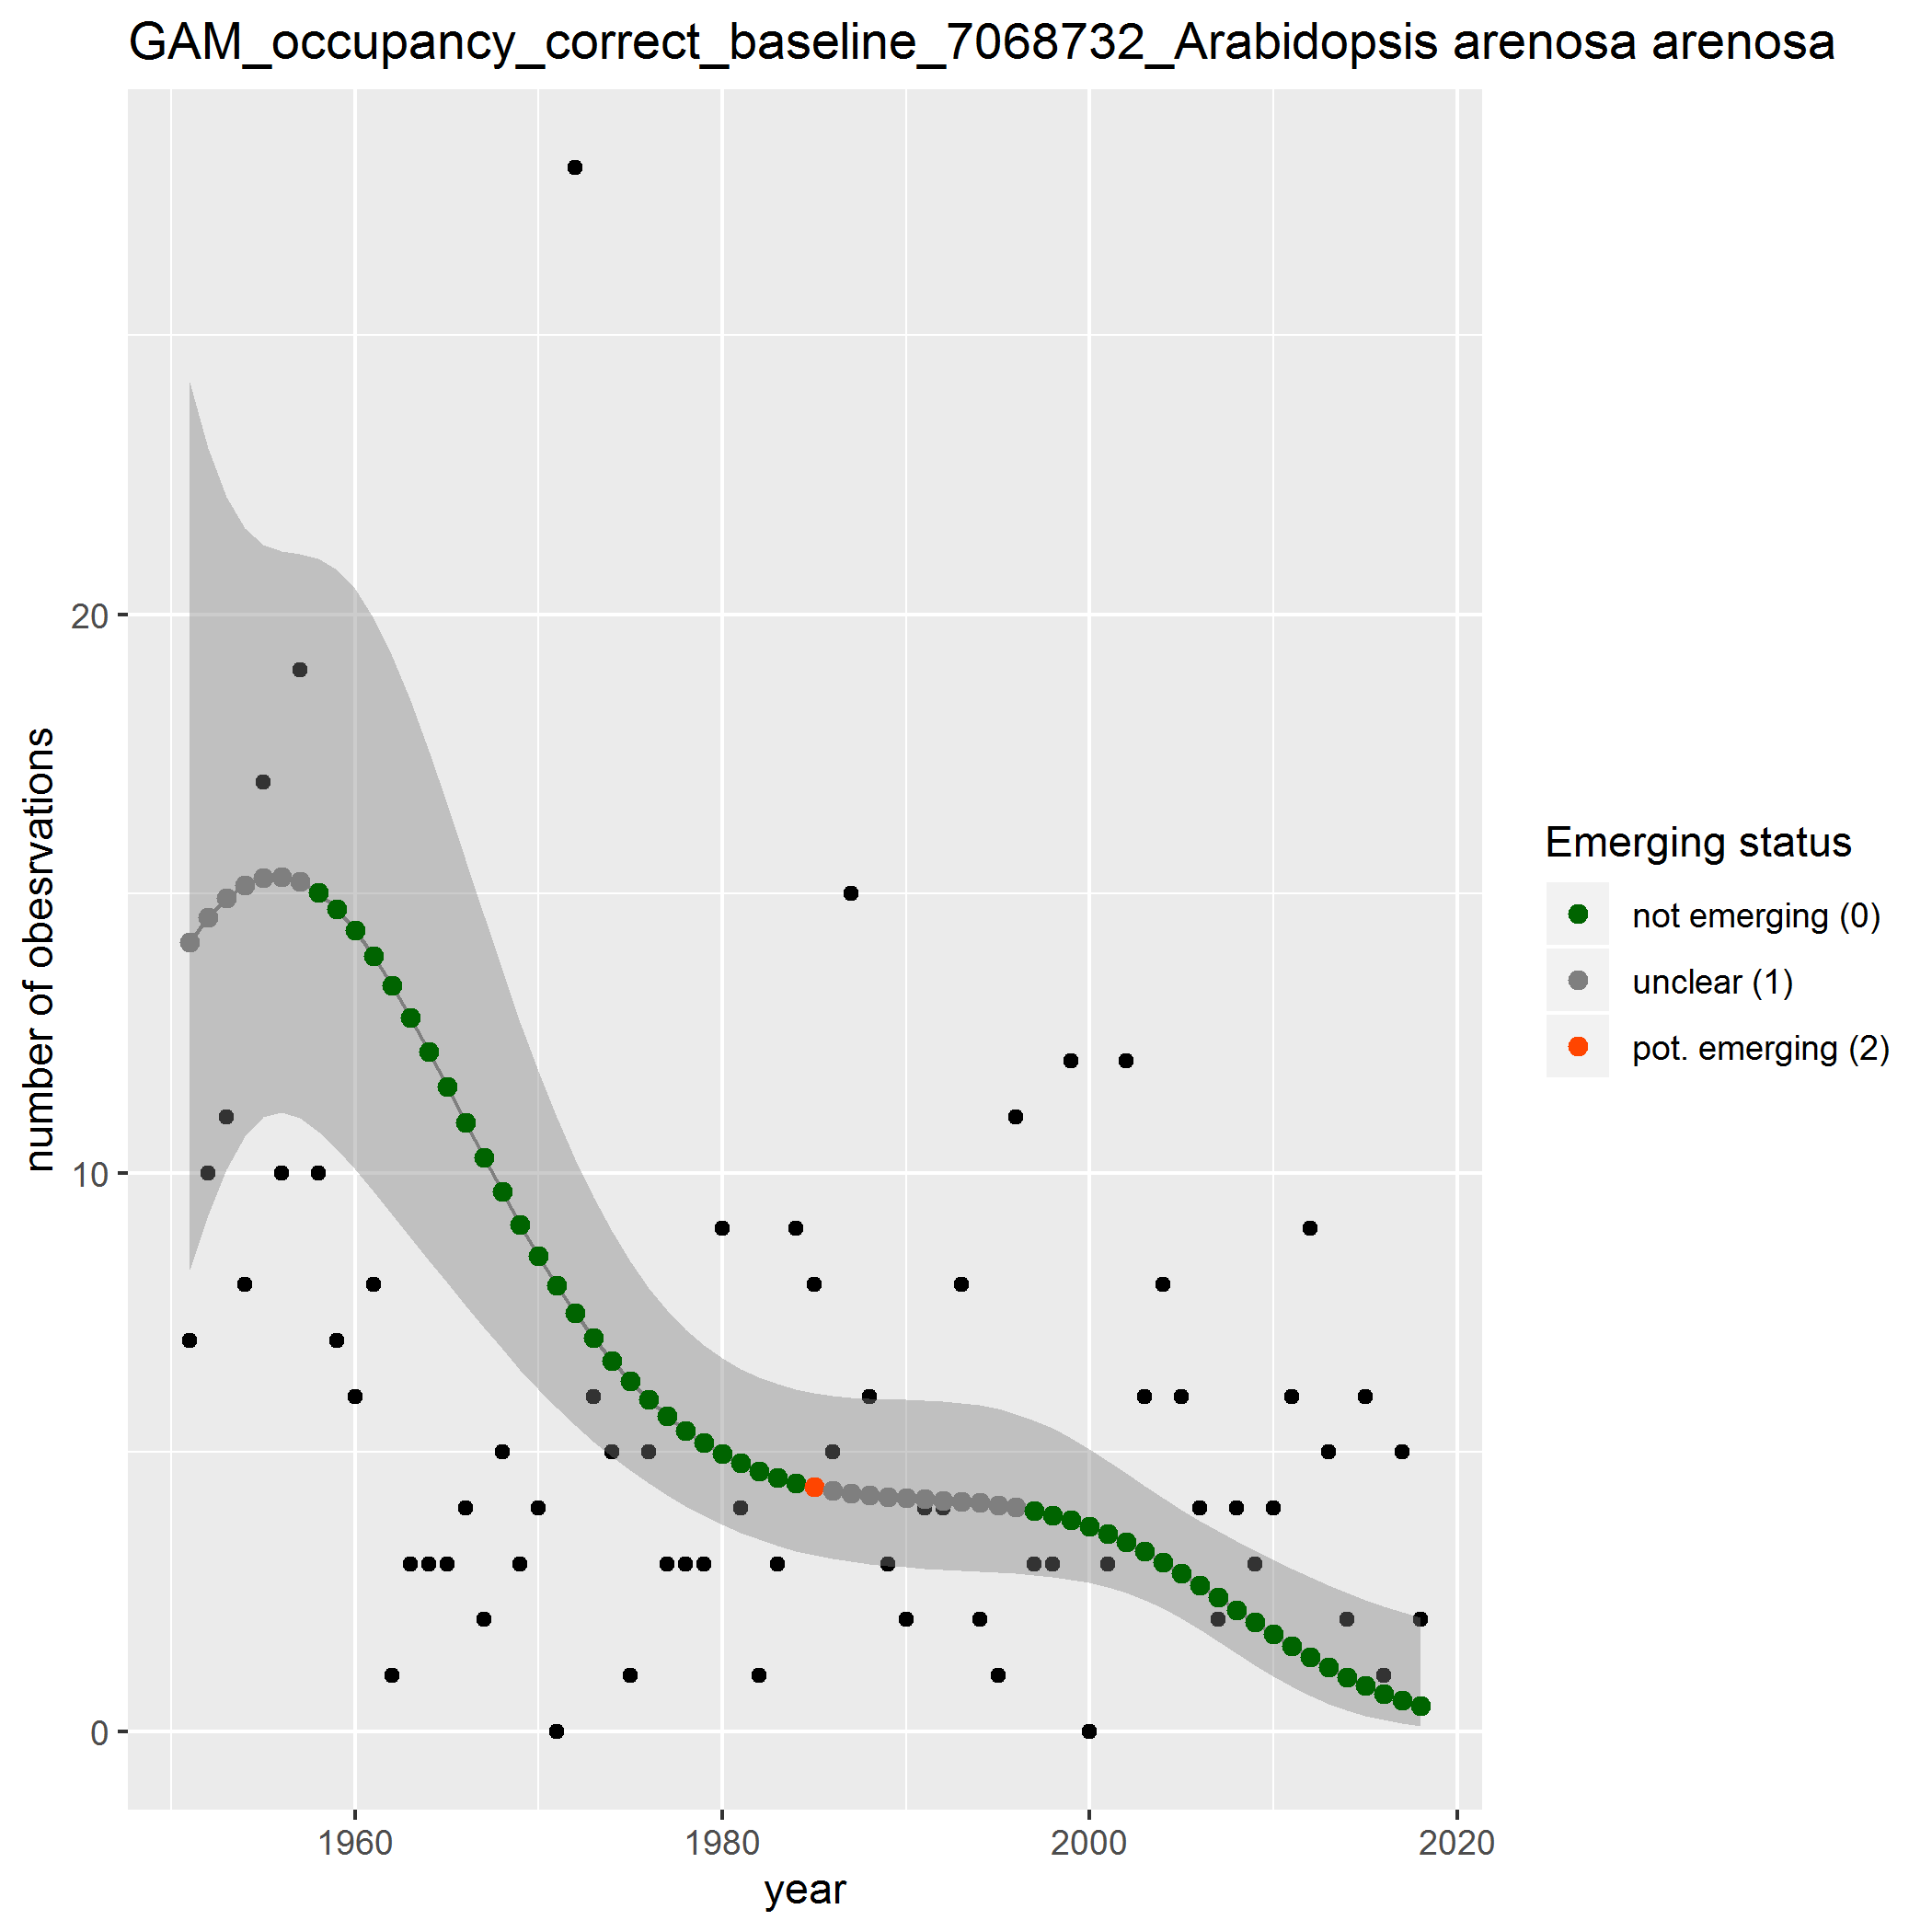 GAM_occupancy_correct_baseline_7068732_Arabidopsis arenosa arenosa
number of obesrvations
20
10
0
1960
1980
2000
2020
year
Emerging status
not emerging (0)
unclear (1)
pot. emerging (2)